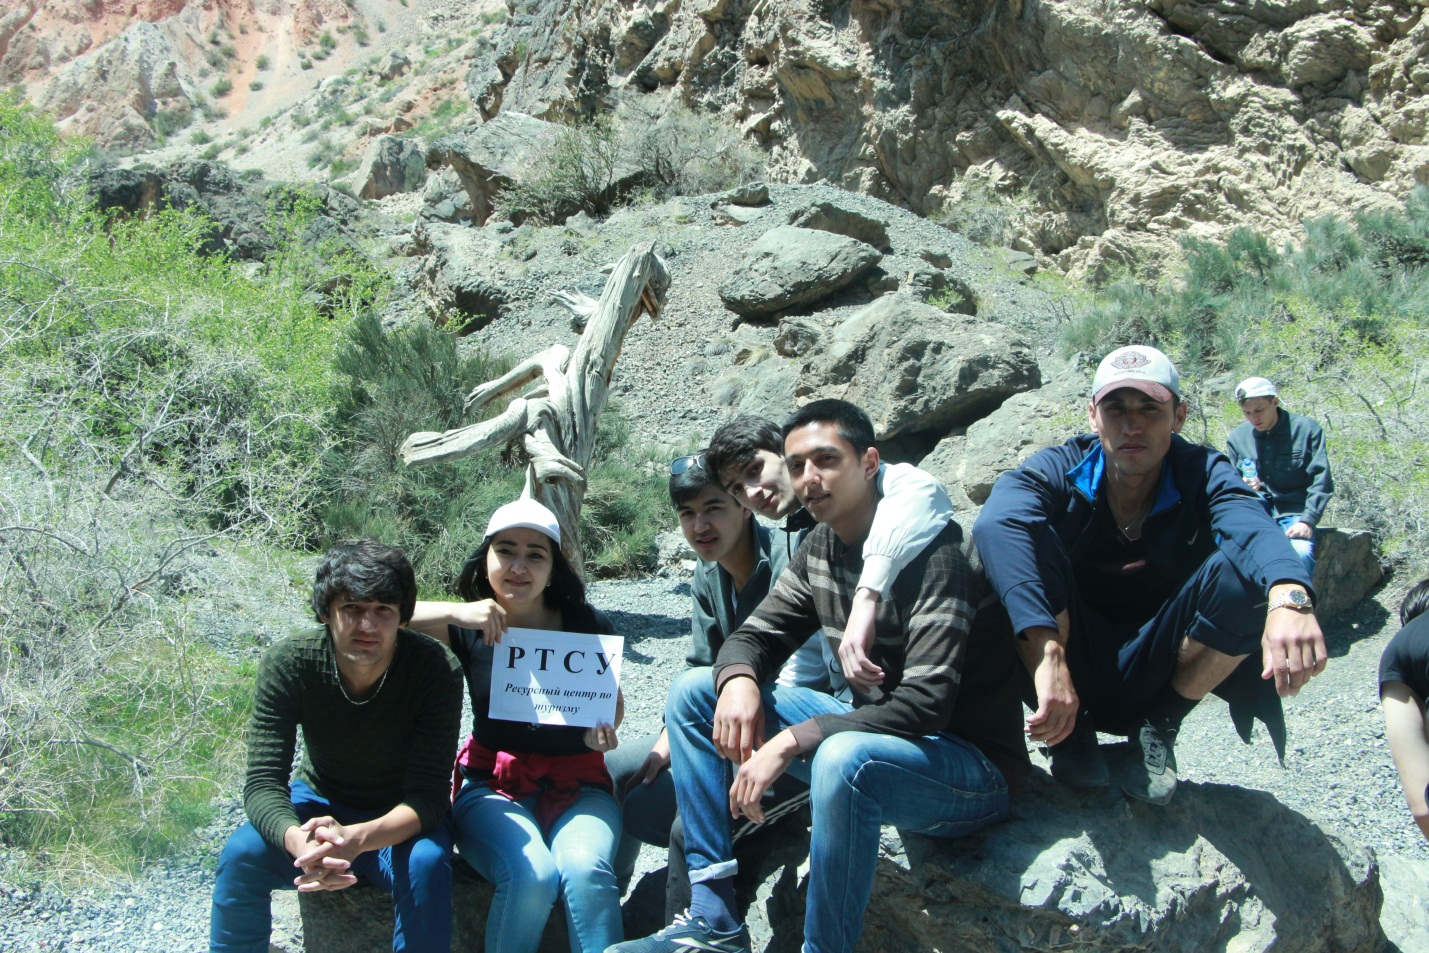 РТСУ
Ресурсный центр по
туризму